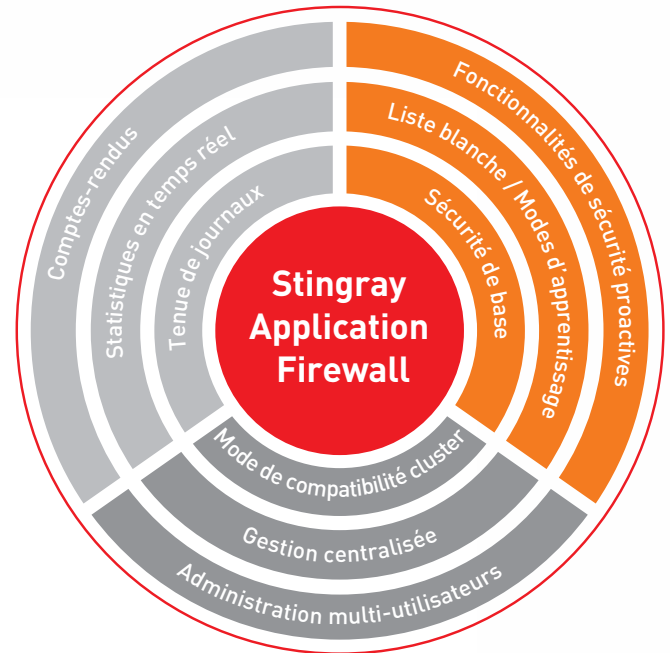 Stingray
Application
Firewall
Comptes-rendus
Statistiques en temps réel
Tenue de journaux
Fonctionnalités de sécurité proactives
Liste blanche / Modes d'apprentissage
Sécurité de base
Mode de compatibilité cluster
Gestion centralisée
Administration multi-utilisateurs